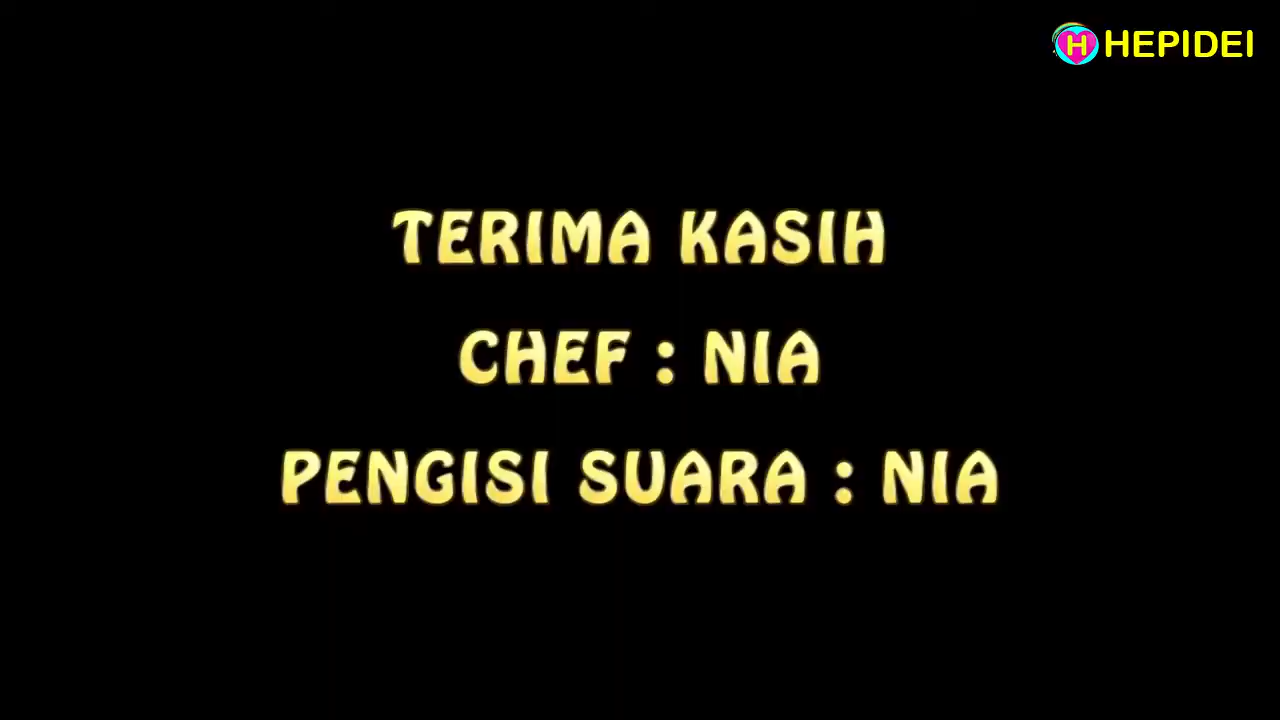 H HEPIDEI
TERIMA KASIH
CHEF : NIA
PENGISI SUARA : NIA